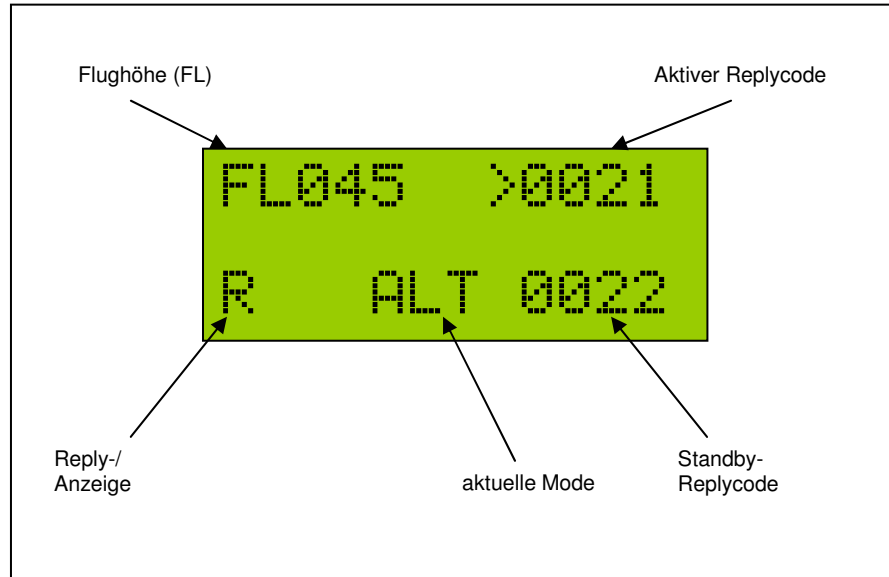 Flughöhe (FL)
Aktiver Replycode
FL045 >0021
R ALT 0022
Reply-/
Anzeige
aktuelle Mode
Standby-
Replycode